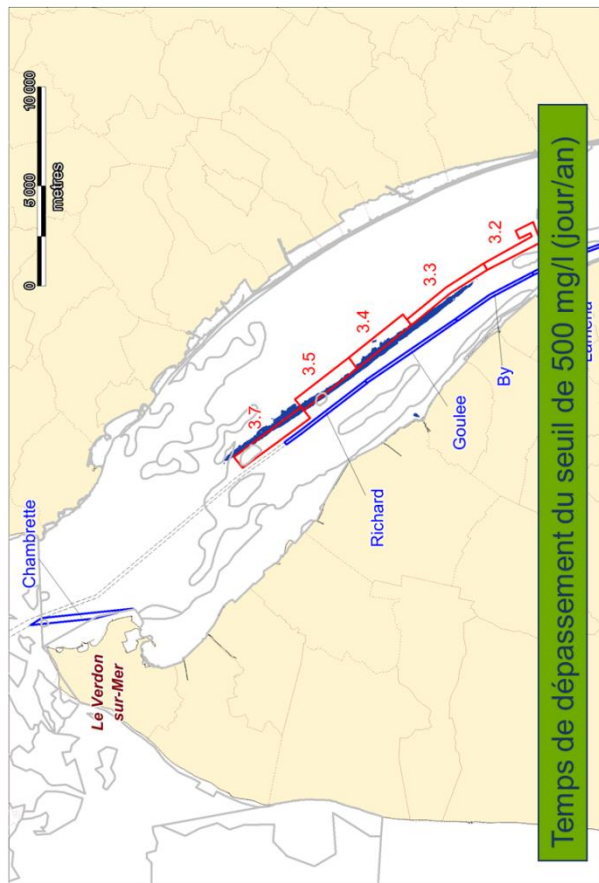 0 5 000 10 000
metres
Chambrette
Le Verdon
sur-Mer
3.7
3.5
3.4
3.3
3.2
Richard
Goulee
By
Temps de dépassement du seuil de 500 mg/l (jour/an)